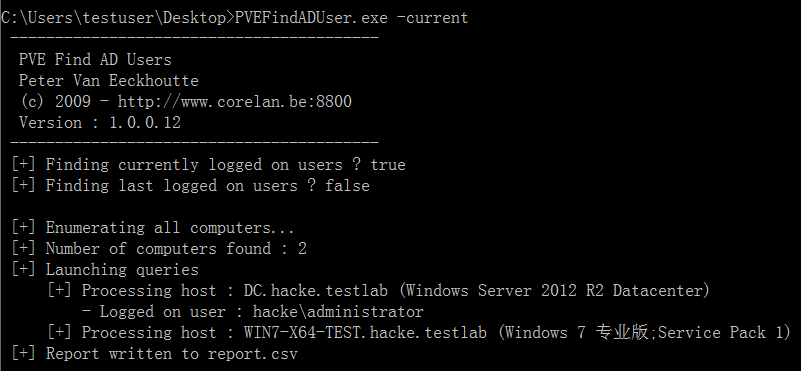 C:\Users\testuser\Desktop>PVEFindADUser.exe -current
-----------------------------------------
PVE Find AD Users
Peter Van Eeckhoutte
(c) 2009 - http://www.corelan.be:8800
Version : 1.0.0.12
-----------------------------------------
[+] Finding currently logged on users ? true
[+] Finding last logged on users ? false
[+] Enumerating all computers...
[+] Number of computers found : 2
[+] Launching queries
[+] Processing host : DC.hacke.testlab (Windows Server 2012 R2 Datacenter)
- Logged on user : hacke\administrator
[+] Processing host : WIN7-X64-TEST.hacke.testlab (Windows 7 专业版;Service Pack 1)
[+] Report written to report.csv